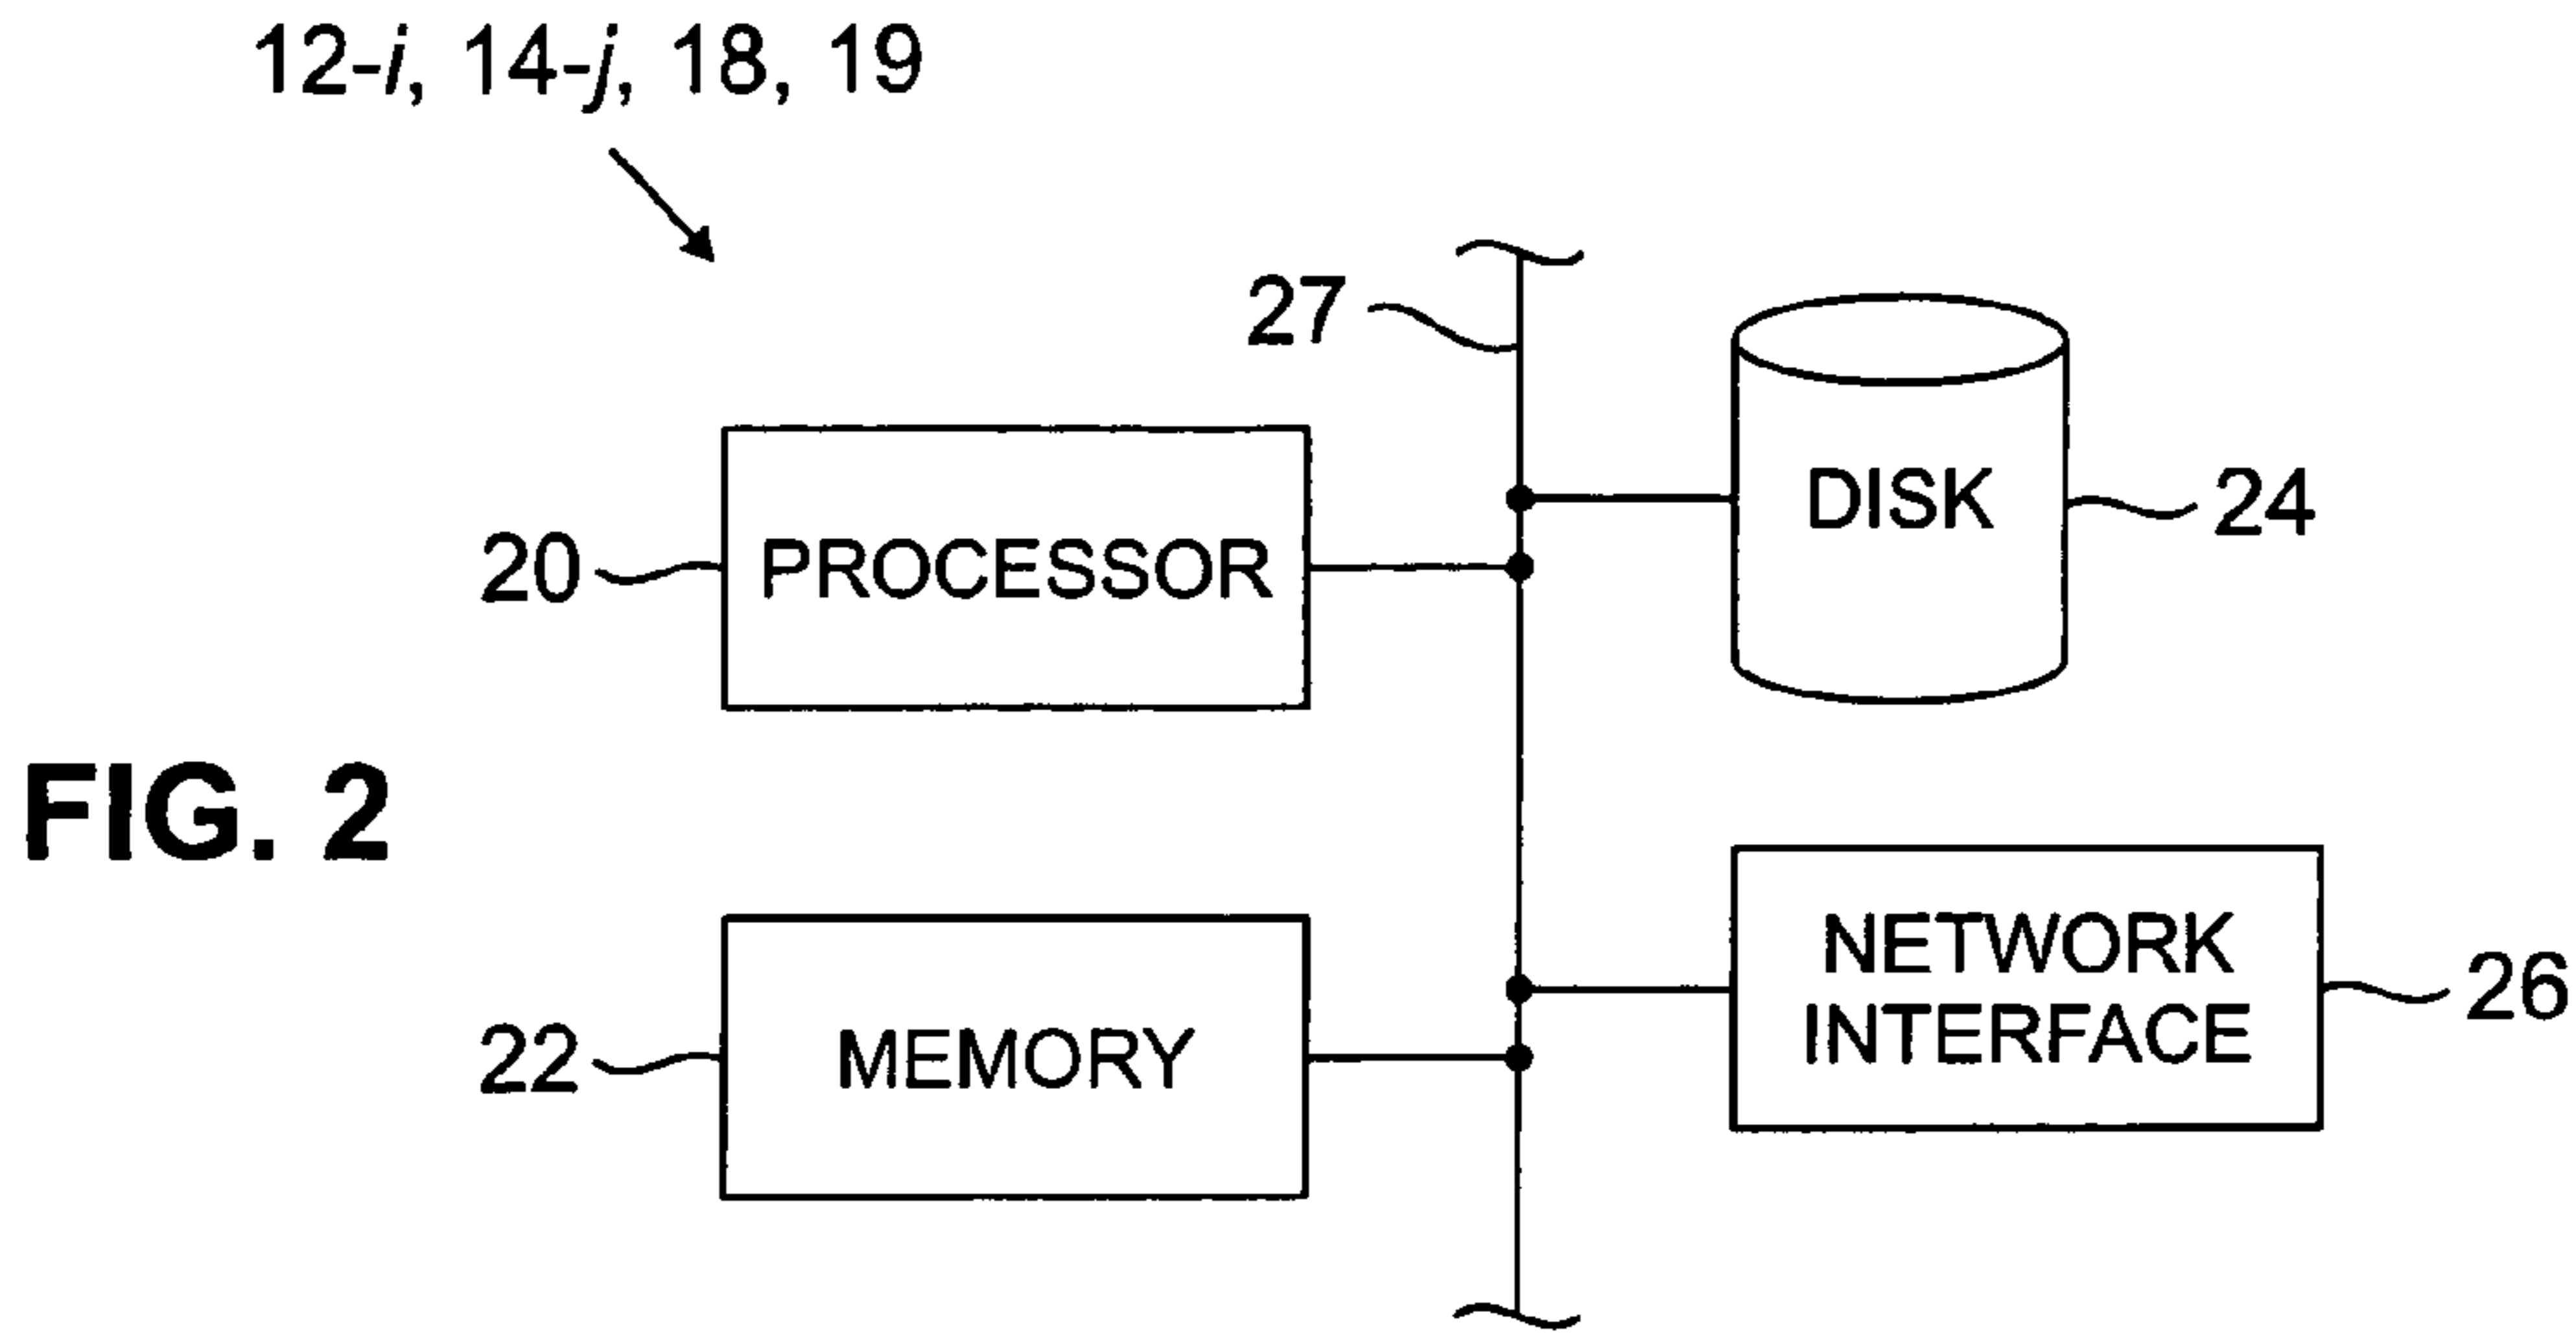 12-i, 14-j, 18, 19
27
DISK
24
PROCESSOR
20
FIG. 2
NETWORK
INTERFACE
26
MEMORY
22